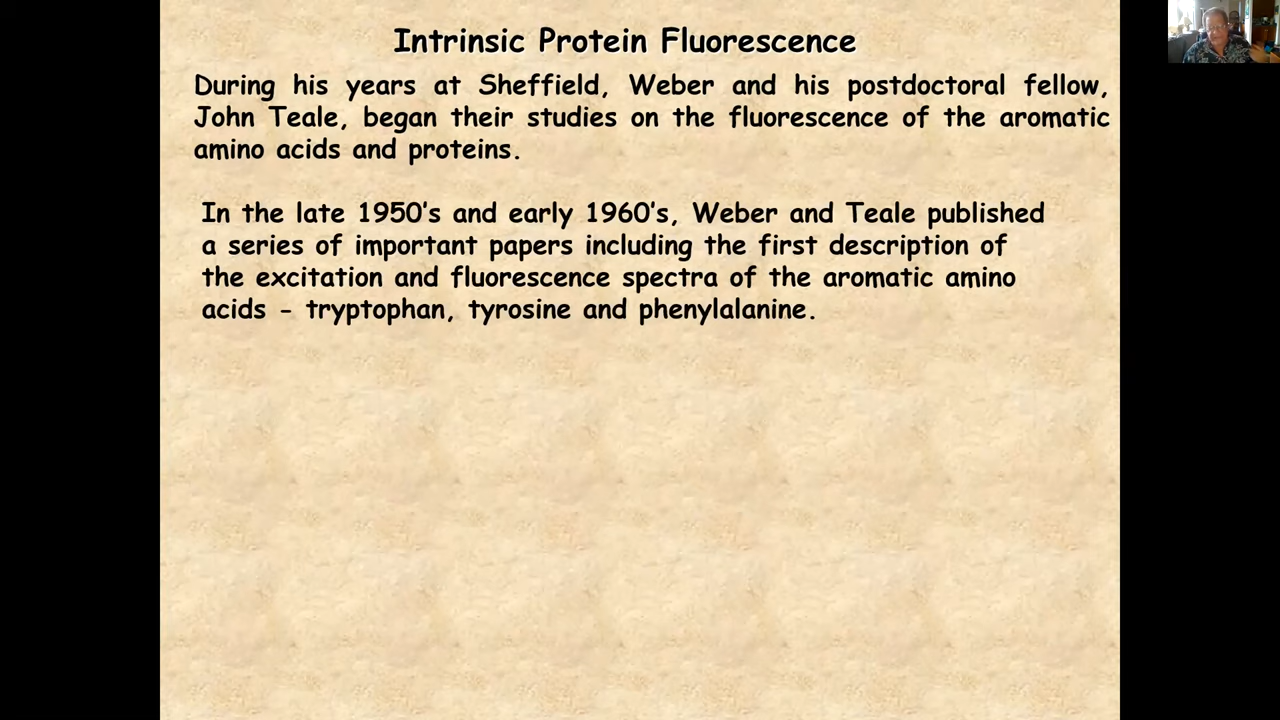 Intrinsic Protein Fluorescence
During his years at Sheffield, Weber and his postdoctoral fellow,
John Teale, began their studies on the fluorescence of the aromatic
amino acids and proteins.
In the late 1950's and early 1960's, Weber and Teale published
a series of important papers including the first description of
the excitation and fluorescence spectra of the aromatic amino
acids - tryptophan, tyrosine and phenylalanine.